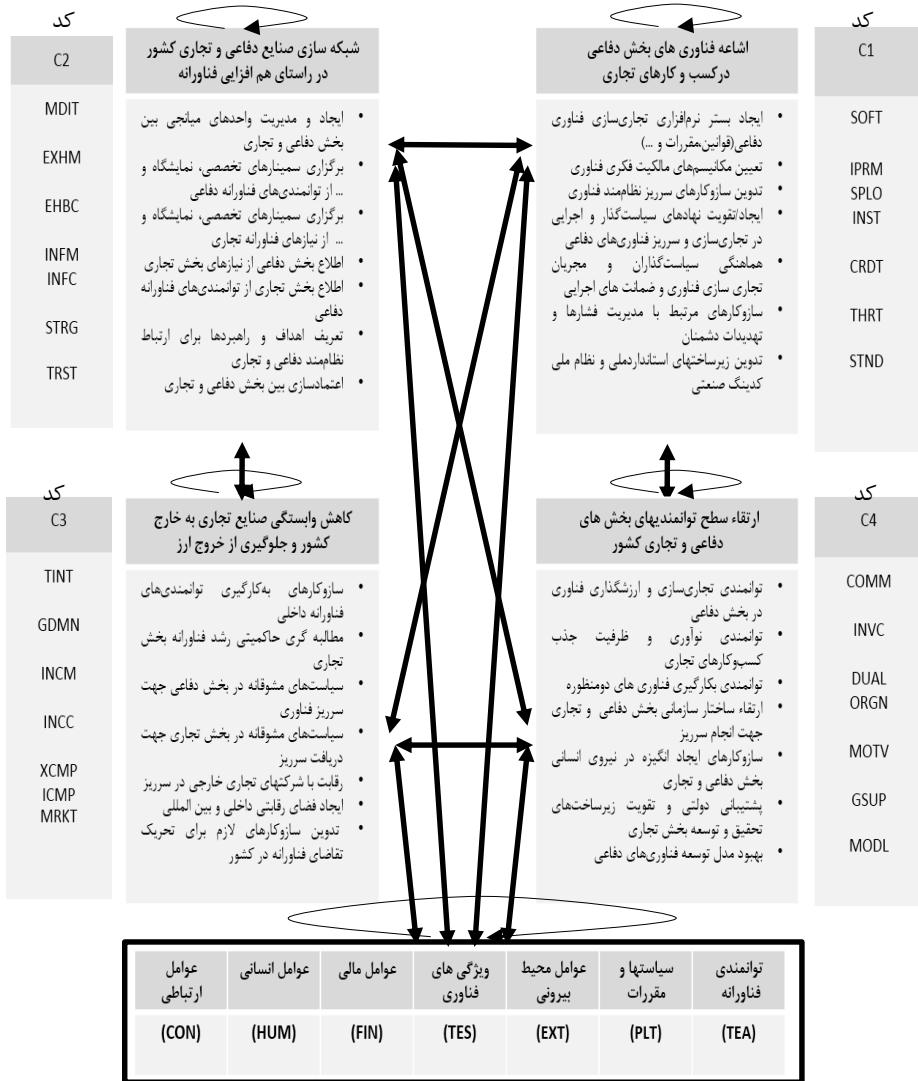 کد
C1
اشاعه فناوری های بخش دفاعی
درکسب و کارهای تجاری
SOFT
IPRM
SPLO
INST
CRDT
THRT
STND
• ایجاد بستر نرم‌افزاری تجاری‌سازی فناوری
دفاعی(قوانین،مقررات و ...)
• تعیین مکانیسم‌های مالکیت فکری فناوری
• تدوین سازوکارهای سرریز نظام‌مند فناوری
• ایجاد/تقویت نهادهای سیاست‌گذار و اجرایی
در تجاری‌سازی و سرریز فناوری‌های دفاعی
• هماهنگی سیاست‌گذاران و مجریان
تجاری سازی فناوری و ضمانت های اجرایی
• سازوکارهای مرتبط با مدیریت فشارها و
تهدیدات دشمنان
• تدوین زیرساختهای استانداردملی و نظام ملی
کدینگ صنعتی
شبکه سازی صنایع دفاعی و تجاری کشور
در راستای هم افزایی فناورانه
کد
C2
• ایجاد و مدیریت واحدهای میانجی بین
بخش دفاعی و تجاری
• برگزاری سمینارهای تخصصی، نمایشگاه و
... از توانمندی‌های فناورانه دفاعی
• برگزاری سمینارهای تخصصی، نمایشگاه و
... از نیازهای فناورانه تجاری
• اطلاع بخش دفاعی از نیازهای بخش تجاری
• اطلاع بخش تجاری از توانمندی‌های فناورانه
دفاعی
• تعریف اهداف و راهبردها برای ارتباط
نظام‌مند دفاعی و تجاری
• اعتمادسازی بین بخش دفاعی و تجاری
MDIT
EXHM
EHBC
INFM
INFC
STRG
TRST
کد
C4
ارتقاء سطح توانمندیهای بخش های
دفاعی و تجاری کشور
COMM
INVC
DUAL
ORGN
MOTV
GSUP
MODL
• توانمندی تجاری‌سازی و ارزشگذاری فناوری
در بخش دفاعی
• توانمندی نوآوری و ظرفیت جذب
کسب‌وکارهای تجاری
• توانمندی بکارگیری فناوری های دومنظوره
• ارتقاء ساختار سازمانی بخش دفاعی و تجاری
جهت انجام سرریز
• سازوکارهای ایجاد انگیزه در نیروی انسانی
بخش دفاعی و تجاری
• پشتیبانی دولتی و تقویت زیرساخت‌های
تحقیق و توسعه بخش تجاری
• بهبود مدل توسعه فناوری‌های دفاعی
کاهش وابستگی صنایع تجاری به خارج
کشور و جلوگیری از خروج ارز
کد
C3
• سازوکارهای به‌کارگیری توانمندی‌های
فناورانه داخلی
• مطالبه گری حاکمیتی رشد فناورانه بخش
تجاری
• سیاست‌های مشوقانه در بخش دفاعی جهت
سرریز فناوری
• سیاست‌های مشوقانه در بخش تجاری جهت
دریافت سرریز
• رقابت با شرکتهای تجاری خارجی در سرریز
• ایجاد فضای رقابتی داخلی و بین المللی
• تدوین سازوکارهای لازم برای تحریک
تقاضای فناورانه در کشور
TINT
GDMN
INCM
INCC
XCMP
ICMP
MRKT
توانمندی
فناورانه
(TEA)
سیاستها و
مقررات
(PLT)
عوامل محیط
بیرونی
(EXT)
ویژگی های
فناوری
(TES)
عوامل مالی
(FIN)
عوامل انسانی
(HUM)
عوامل
ارتباطی
(CON)